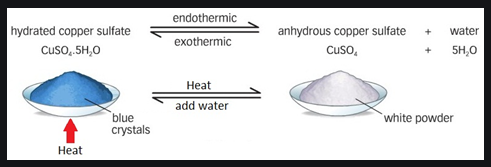 endothermic
hydrated copper sulfate ⇌ anhydrous copper sulfate + water
exothermic
CuSO₄.5H₂O CuSO₄ + 5H₂O
Heat
add water
blue
crystals
white powder
Heat